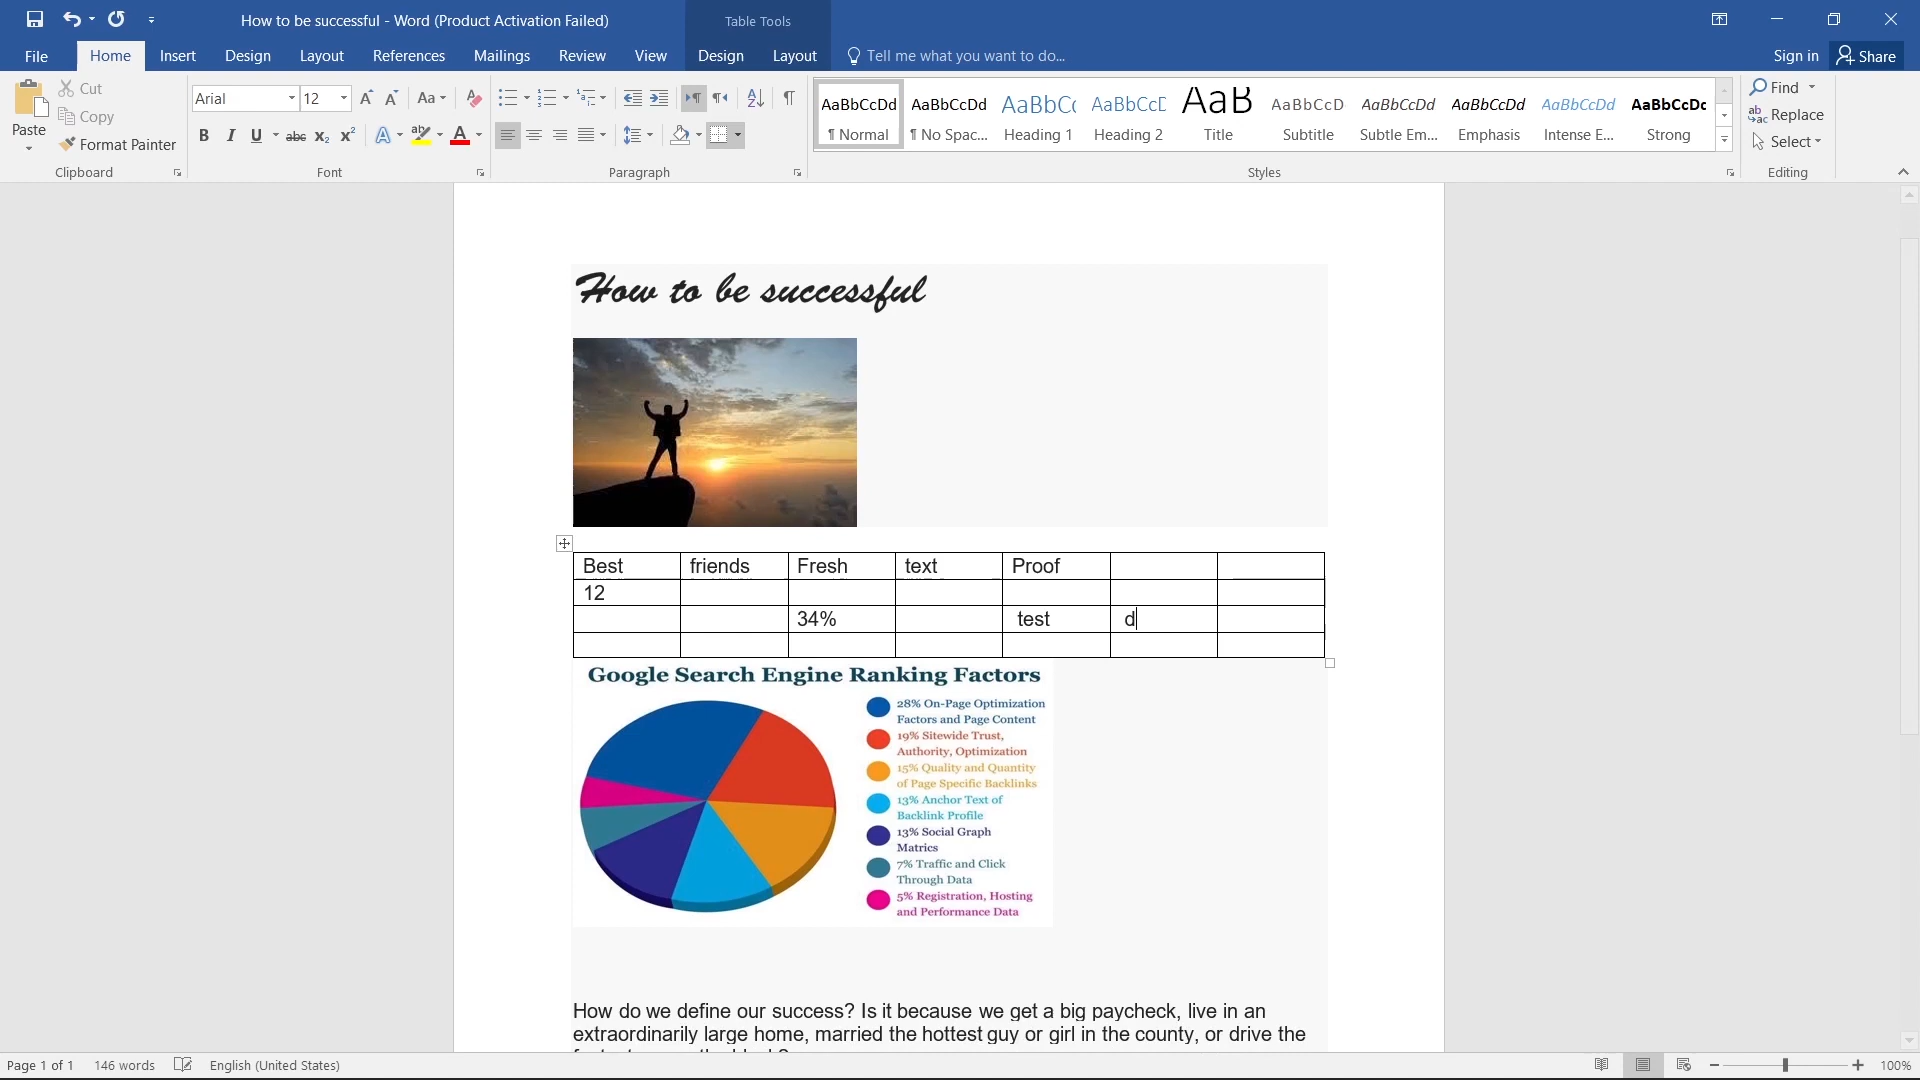 How to be successful - Word (Product Activation Failed)
Table Tools
File Home Insert Design Layout References Mailings Review View Design Layout Tell me what you want to do... Sign in Share
Paste
Cut
Copy
Format Painter
Clipboard
Arial 12 Aa
B I U abc X₂ X² A ab A
Font
Paragraph
AaBbCcDd AaBbCcDd AaBbC AaBbCcD AaB AaBbCcD AaBbCcDd AaBbCcDd AaBbCcDd AaBbCcDc
¶ Normal ¶ No Spac... Heading 1 Heading 2 Title Subtitle Subtle Em... Emphasis Intense E... Strong
Styles
Find
Replace
Select
Editing
How to be successful
Best friends Fresh text Proof
12
34% test d
Google Search Engine Ranking Factors
28% On-Page Optimization
Factors and Page Content
19% Sitewide Trust,
Authority, Optimization
15% Quality and Quantity
of Page Specific Backlinks
13% Anchor Text of
Backlink Profile
13% Social Graph
Matrics
7% Traffic and Click
Through Data
5% Registration, Hosting
and Performance Data
How do we define our success? Is it because we get a big paycheck, live in an
extraordinarily large home, married the hottest guy or girl in the county, or drive the
Page 1 of 1 146 words English (United States) 100%